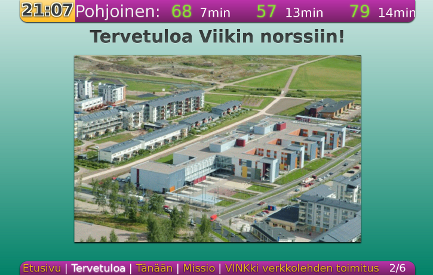 21:07 Pohjoinen: 68 7min 57 13min 79 14min
Tervetuloa Viikin norssiin!
Etusivu | Tervetuloa | Tänään | Missio | VINKki verkkolehden toimitus 2/6